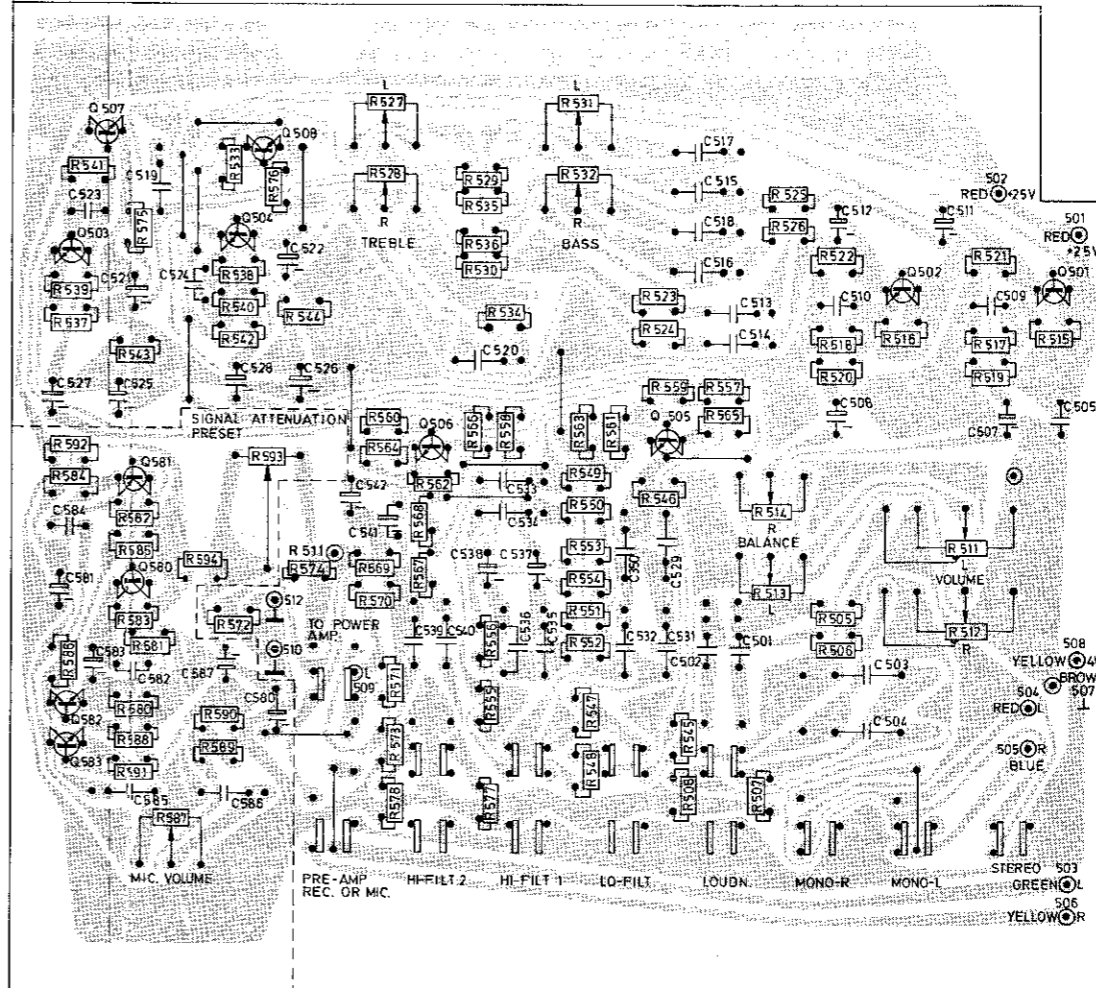 L
R527
L
R531
Q507
Q508
R533
C517
R541
C519
R576
R528
R529
R532
C515
502
RED +25V
C523
R575
R535
R525
C512
C511
501
RED
+25V
Q504
R
TREBLE
R
BASS
C518
R526
Q503
C522
R536
R530
C516
R522
Q502
R521
Q501
R539
C521
C524
R538
R540
R544
R523
C513
C510
C509
R537
R534
R524
C514
R518
R516
R517
R515
R543
R542
C520
R520
R519
C527
C525
C528
C526
R559
R557
C506
C507
C505
SIGNAL ATTENUATION
PRESET
R560
Q506
R558
R563
R561
Q505
R565
R592
R593
R564
R584
Q581
C542
R562
C533
R549
R546
R514
R
BALANCE
C584
R567
C541
R568
C534
R550
R585
R594
R511
R574
R569
C538
C537
R553
C529
R511
L
VOLUME
C581
Q580
R570
R567
R554
R513
L
R583
R572
512
TO POWER
AMP.
C539
C540
R556
C536
C535
R551
R505
R512
R
R586
C583
R581
510
R552
C532
C531
C502
C501
R506
C582
C587
L
509
R571
C503
508
YELLOW
BROWN
507
Q582
R580
C580
R555
R547
504
RED L
R588
R590
R573
R545
C504
505 R
BLUE
Q583
R589
R548
R591
R578
R577
R508
R507
C585
C586
R587
MIC. VOLUME
PRE-AMP
REC. OR MIC.
HI-FILT 2
HI-FILT 1
LO-FILT
LOUDN.
MONO-R
MONO-L
STEREO
503
GREEN L
506
YELLOW R